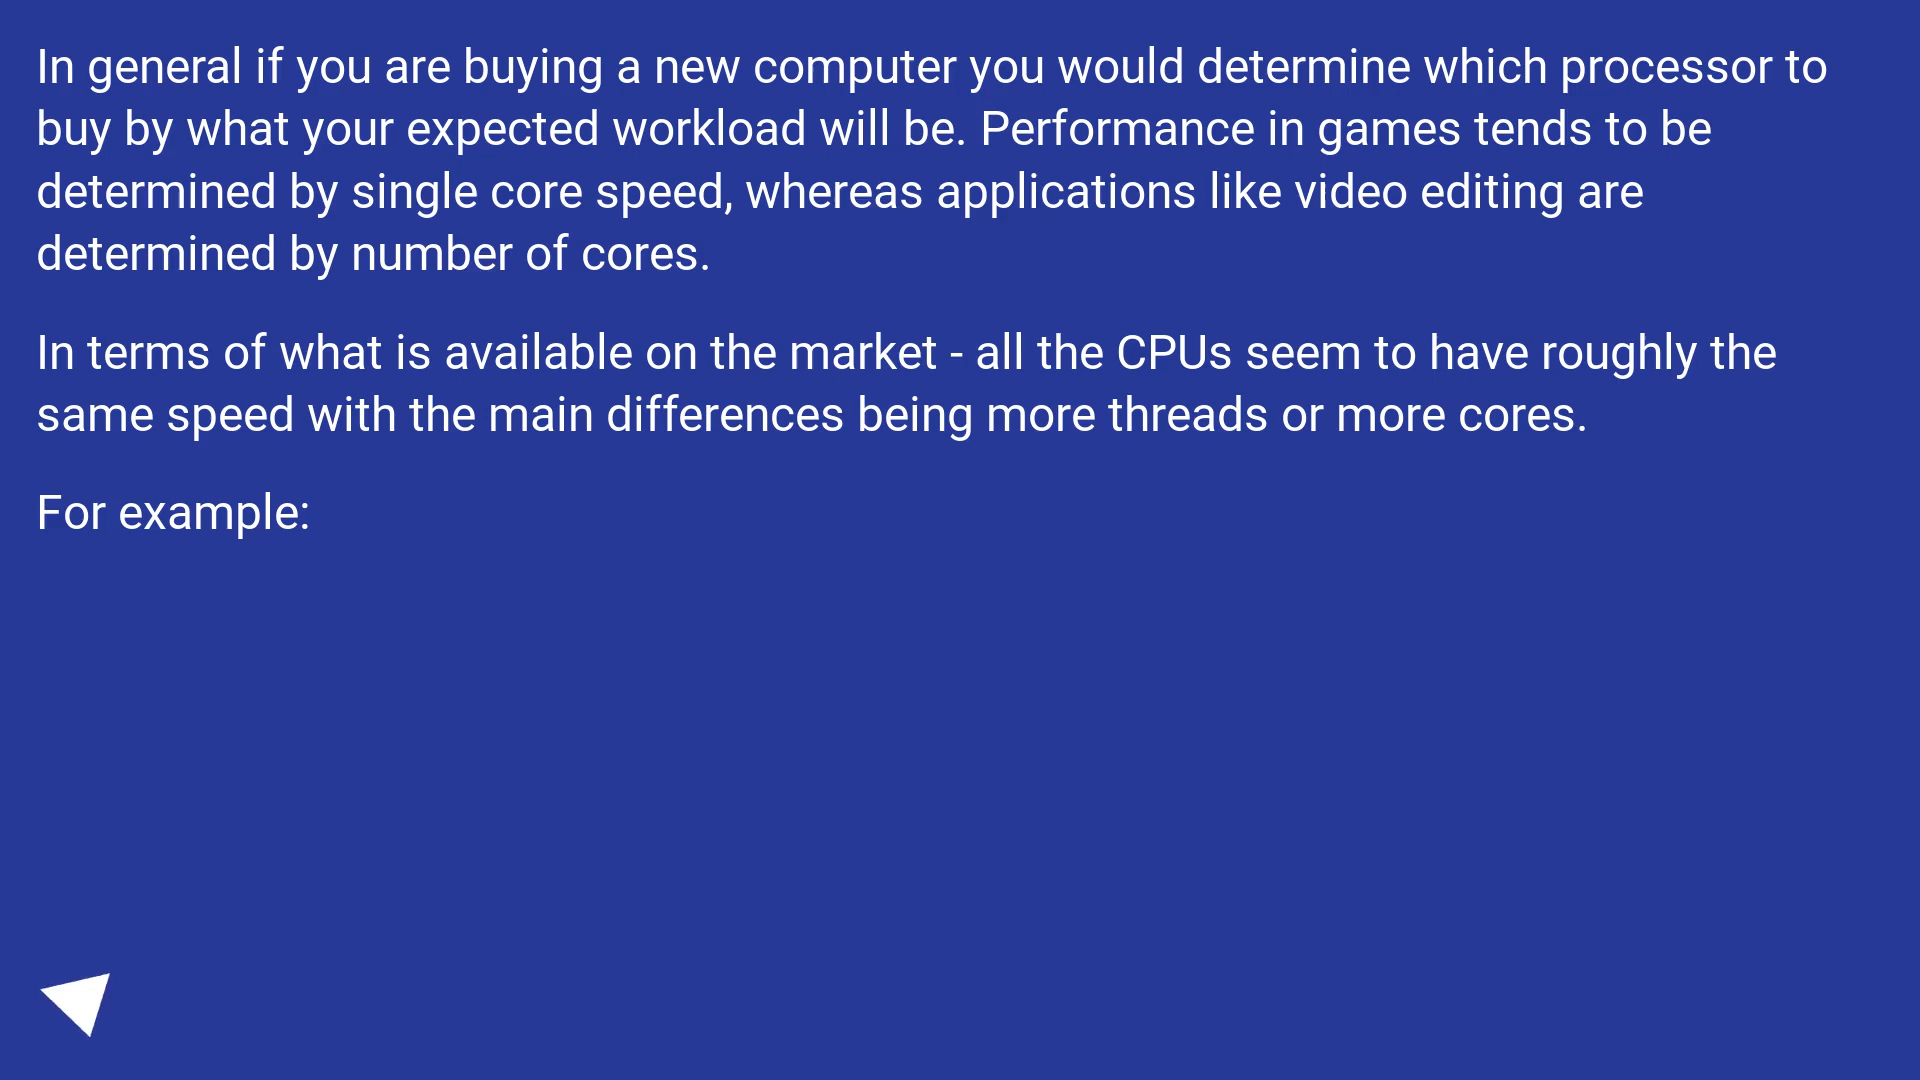 In general if you are buying a new computer you would determine which processor to
buy by what your expected workload will be. Performance in games tends to be
determined by single core speed, whereas applications like video editing are
determined by number of cores.
In terms of what is available on the market - all the CPUs seem to have roughly the
same speed with the main differences being more threads or more cores.
For example: